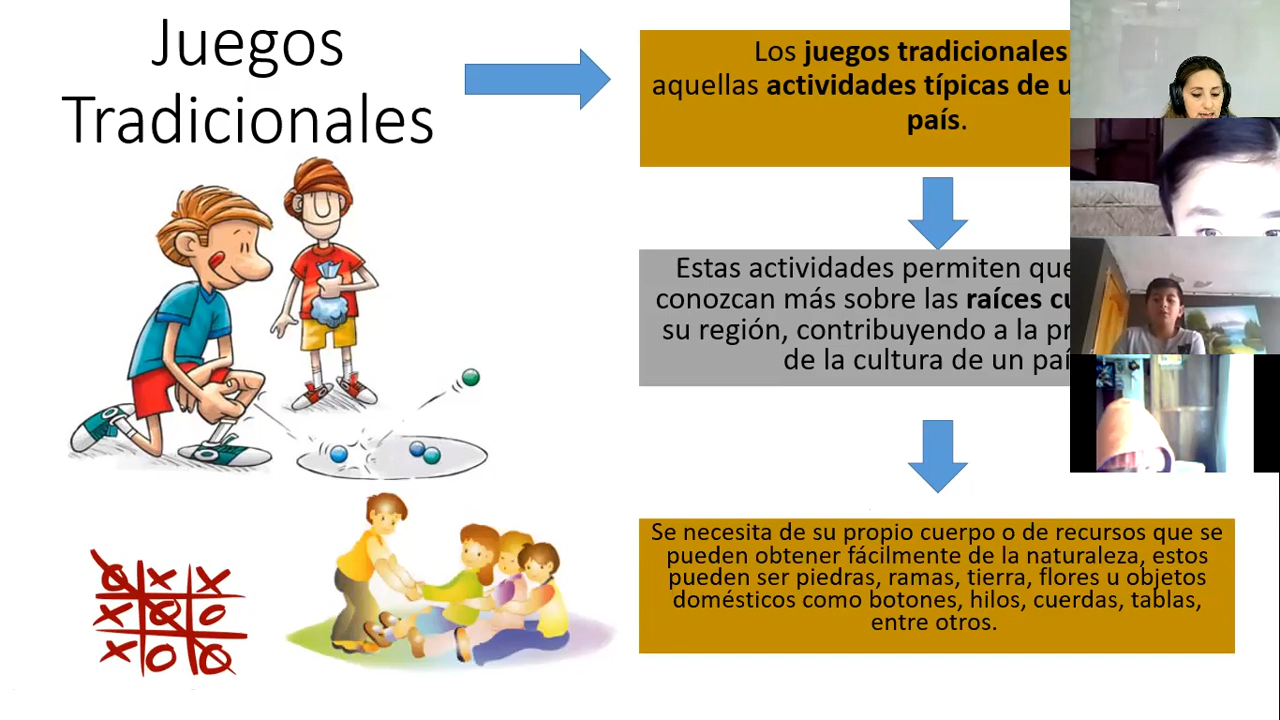 Juegos
Tradicionales
Los juegos tradicionales
aquellas actividades típicas de
país.
Estas actividades permiten que
conozcan más sobre las raíces
su región, contribuyendo a la
de la cultura de un
Se necesita de su propio cuerpo o de recursos que se
pueden obtener fácilmente de la naturaleza, estos
pueden ser piedras, ramas, tierra, flores u objetos
domésticos como botones, hilos, cuerdas, tablas,
entre otros.
O X X
X O O
X O O